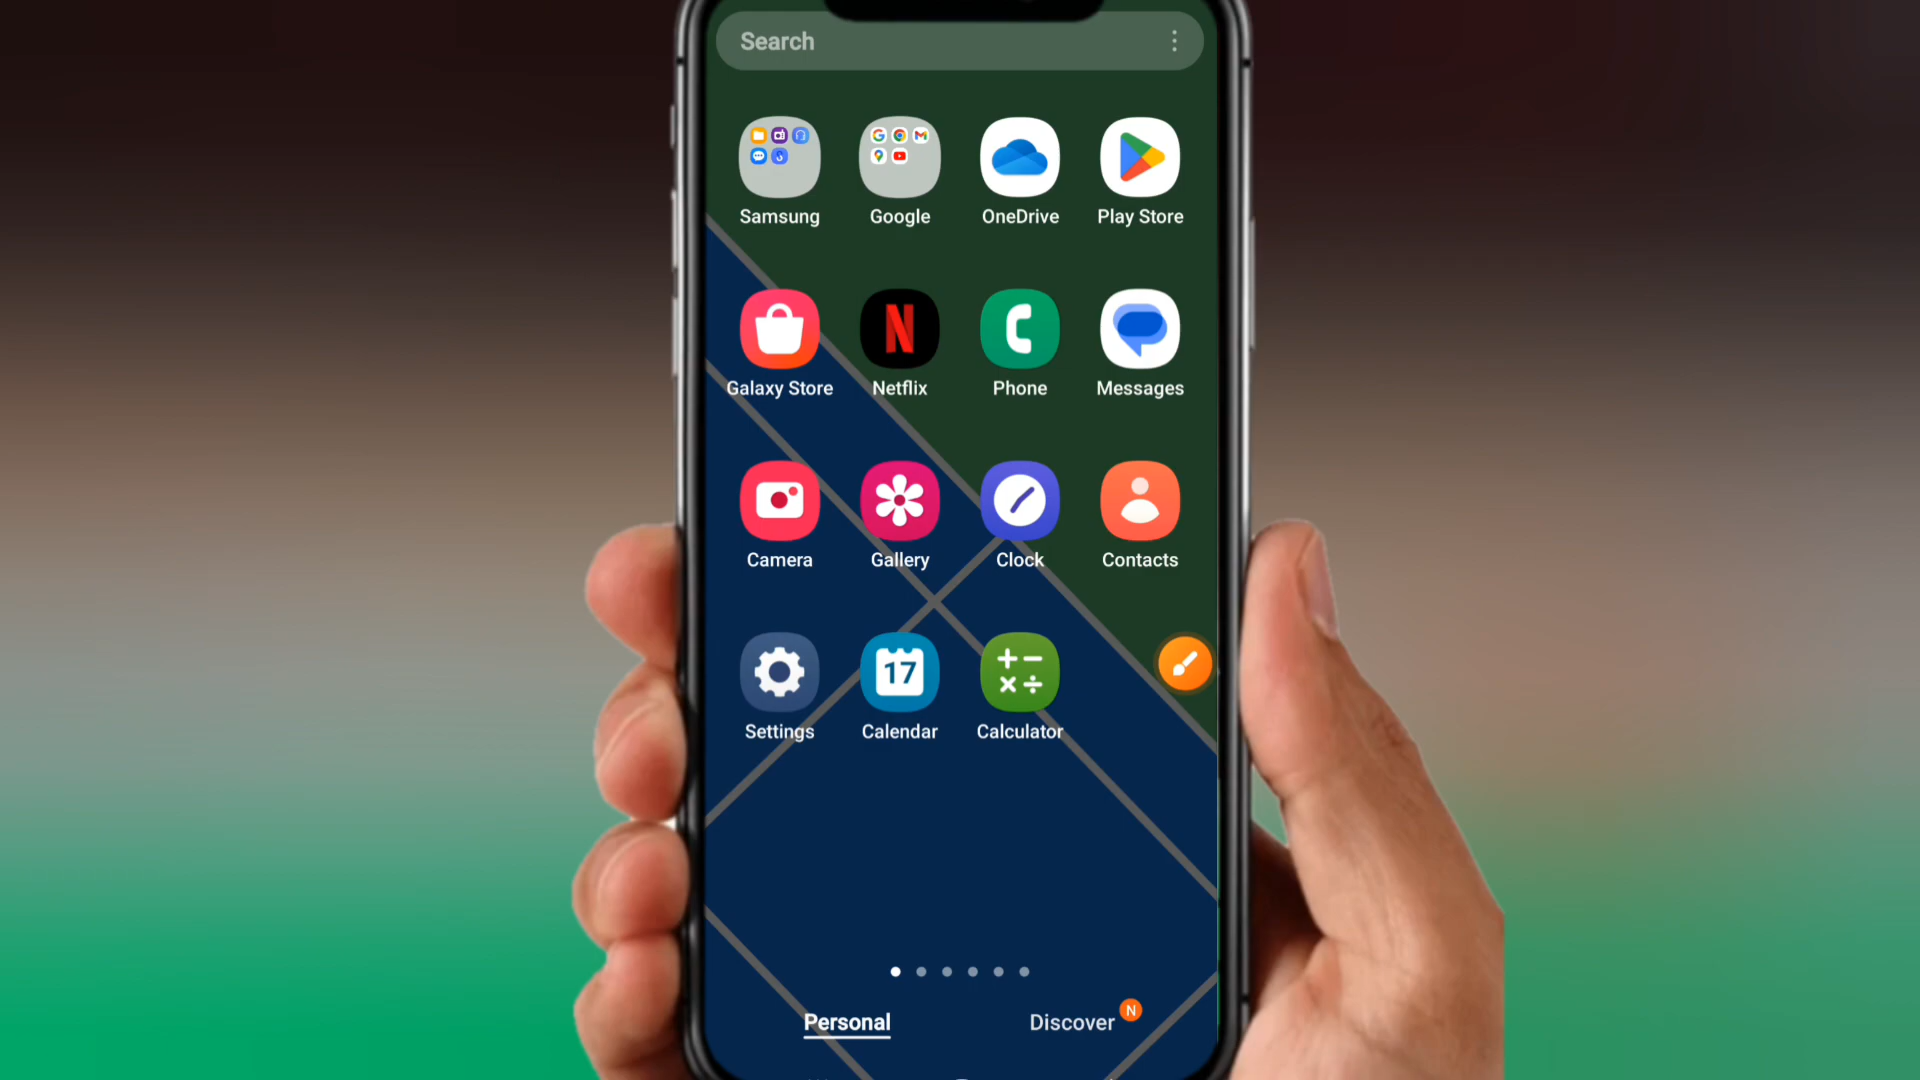 Search
Samsung Google OneDrive Play Store
Galaxy Store Netflix Phone Messages
Camera Gallery Clock Contacts
17
Settings Calendar Calculator
N
Personal Discover